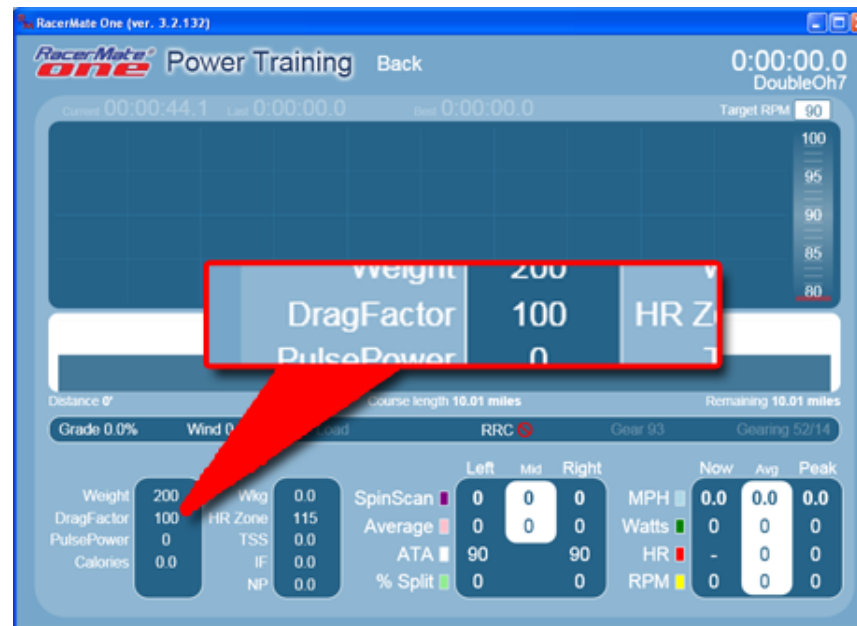 RacerMate One (ver. 3.2.132)
RacerMate® one Power Training Back 0:00:00.0
DoubleOh7
Current 00:00:44.1 Last 0:00:00.0 Best 0:00:00.0 Target RPM 90
100
95
90
85
80
Weight 200
DragFactor 100 HR Z
PulsePower 0
Distance 0' Course length 10.01 miles Remaining 10.01 miles
Grade 0.0% Wind 0 Load RRC Gear 93 Gearing 52/14
Left Mid Right Now Avg Peak
Weight 200 Wkg 0.0 SpinScan 0 0 0 MPH 0.0 0.0 0.0
DragFactor 100 HR Zone 115 Average 0 0 0 Watts 0 0 0
PulsePower 0 TSS 0.0 ATA 90 90 HR - 0 0
Calories 0.0 IF 0.0 % Split 0 0 RPM 0 0 0
NP 0.0